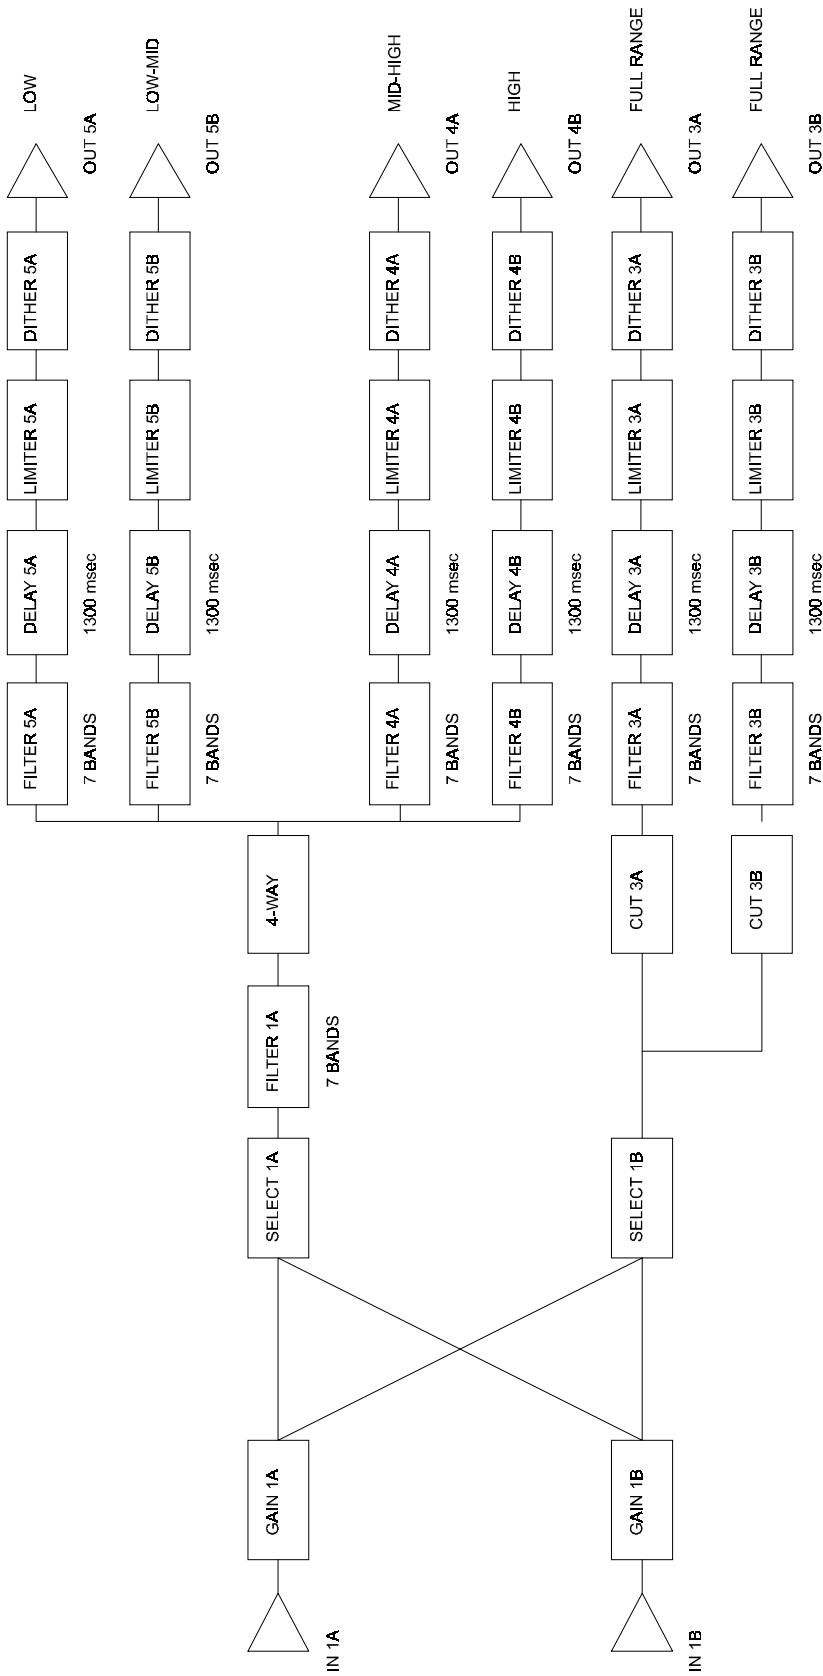 FILTER 5A
DELAY 5A
LIMITER 5A
DITHER 5A
LOW
7 BANDS
1300 msec
OUT 5A
FILTER 5B
DELAY 5B
LIMITER 5B
DITHER 5B
LOW-MID
7 BANDS
1300 msec
OUT 5B
IN 1A
GAIN 1A
SELECT 1A
FILTER 1A
7 BANDS
4-WAY
FILTER 4A
DELAY 4A
LIMITER 4A
DITHER 4A
MID-HIGH
7 BANDS
1300 msec
OUT 4A
FILTER 4B
DELAY 4B
LIMITER 4B
DITHER 4B
HIGH
7 BANDS
1300 msec
OUT 4B
IN 1B
GAIN 1B
SELECT 1B
CUT 3A
FILTER 3A
DELAY 3A
LIMITER 3A
DITHER 3A
FULL RANGE
7 BANDS
1300 msec
OUT 3A
CUT 3B
FILTER 3B
DELAY 3B
LIMITER 3B
DITHER 3B
FULL RANGE
7 BANDS
1300 msec
OUT 3B